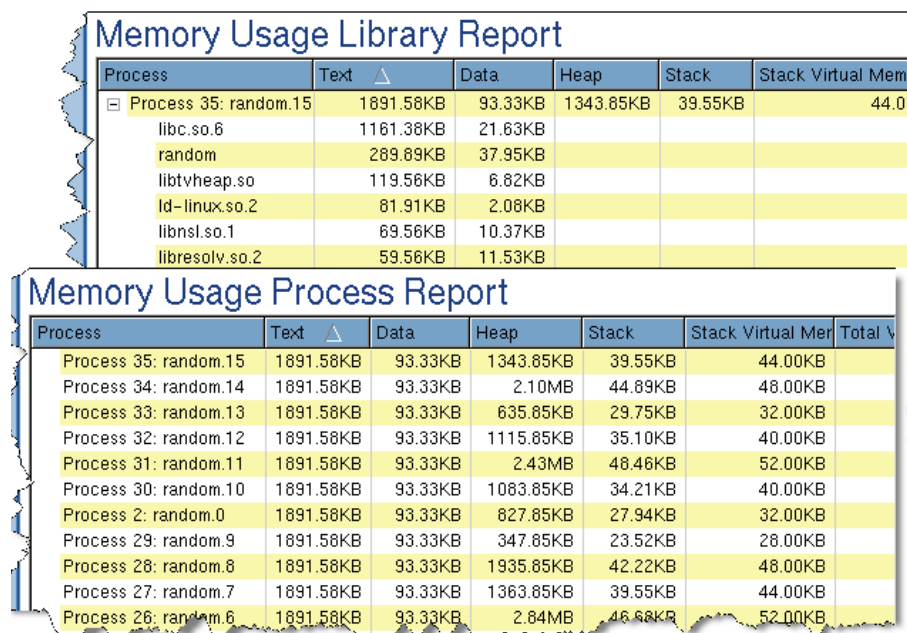 Memory Usage Library Report
Process Text Data Heap Stack Stack Virtual Mem
Process 35: random.15 1891.58KB 93.33KB 1343.85KB 39.55KB 44.0
libc.so.6 1161.38KB 21.63KB
random 289.89KB 37.95KB
libtvheap.so 119.56KB 6.82KB
ld-linux.so.2 81.91KB 2.08KB
libnsl.so.1 69.56KB 10.37KB
libresolv.so.2 59.56KB 11.53KB
Memory Usage Process Report
Process Text Data Heap Stack Stack Virtual Mer Total V
Process 35: random.15 1891.58KB 93.33KB 1343.85KB 39.55KB 44.00KB
Process 34: random.14 1891.58KB 93.33KB 2.10MB 44.89KB 48.00KB
Process 33: random.13 1891.58KB 93.33KB 635.85KB 29.75KB 32.00KB
Process 32: random.12 1891.58KB 93.33KB 1115.85KB 35.10KB 40.00KB
Process 31: random.11 1891.58KB 93.33KB 2.43MB 48.46KB 52.00KB
Process 30: random.10 1891.58KB 93.33KB 1083.85KB 34.21KB 40.00KB
Process 2: random.0 1891.58KB 93.33KB 827.85KB 27.94KB 32.00KB
Process 29: random.9 1891.58KB 93.33KB 347.85KB 23.52KB 28.00KB
Process 28: random.8 1891.58KB 93.33KB 1935.85KB 42.22KB 48.00KB
Process 27: random.7 1891.58KB 93.33KB 1363.85KB 39.55KB 44.00KB
Process 26: random.6 1891.58KB 93.33KB 2.84MB 46.68KB 52.00KB